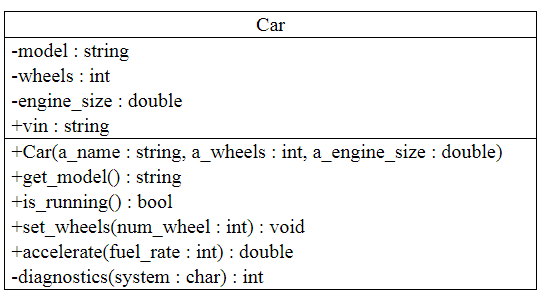 Car
-model : string
-wheels : int
-engine_size : double
+vin : string
+Car(a_name : string, a_wheels : int, a_engine_size : double)
+get_model() : string
+is_running() : bool
+set_wheels(num_wheel : int) : void
+accelerate(fuel_rate : int) : double
-diagnostics(system : char) : int